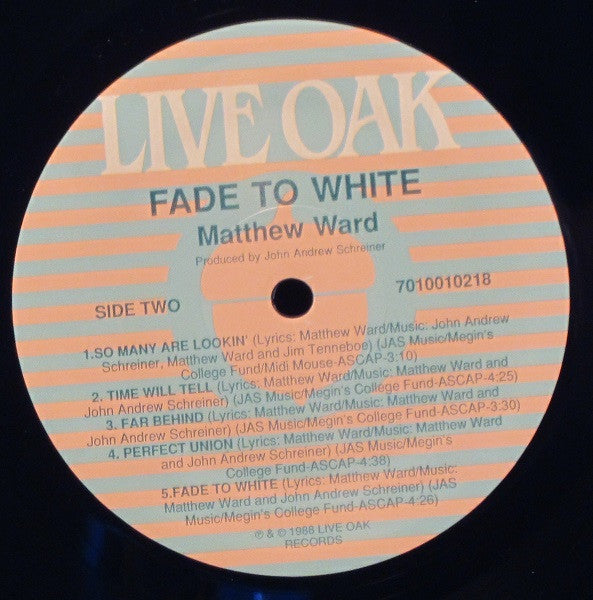 LIVE OAK
FADE TO WHITE
Matthew Ward
Produced by John Andrew Schreiner
SIDE TWO
7010010218
1.SO MANY ARE LOOKIN' (Lyrics: Matthew Ward/Music: John Andrew
Schreiner, Matthew Ward and Jim Tenneboe) (JAS Music/Megin's
College Fund/Midi Mouse-ASCAP-3:10)
2. TIME WILL TELL (Lyrics: Matthew Ward/Music: Matthew Ward and
John Andrew Schreiner) (JAS Music/Megin's College Fund-ASCAP-4:25)
3. FAR BEHIND (Lyrics: Matthew Ward/Music: Matthew Ward and
John Andrew Schreiner) (JAS Music/Megin's College Fund-ASCAP-3:30)
4. PERFECT UNION (Lyrics: Matthew Ward/Music: Matthew Ward
and John Andrew Schreiner) (JAS Music/Megin's
College Fund-ASCAP-4:38)
5.FADE TO WHITE (Lyrics: Matthew Ward/Music:
Matthew Ward and John Andrew Schreiner) (JAS
Music/Megin's College Fund-ASCAP-4:26)
℗ & © 1988 LIVE OAK
RECORDS